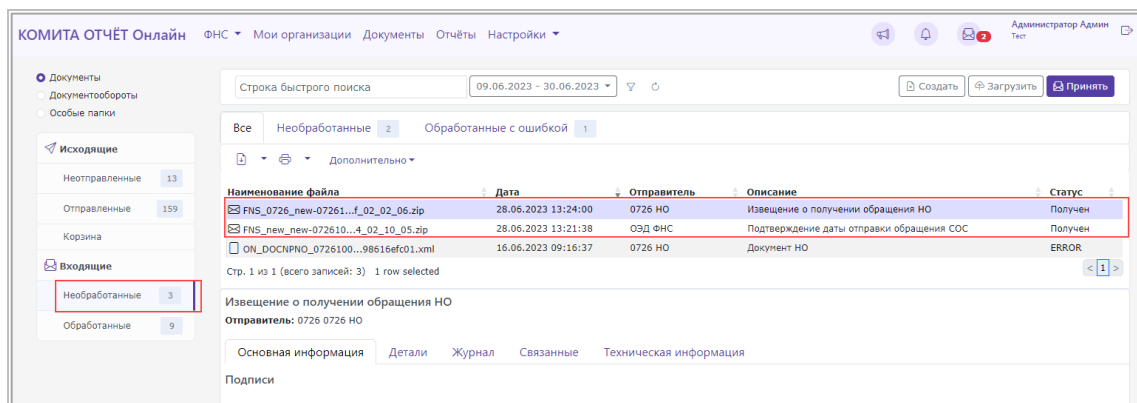 КОМИТА ОТЧЁТ Онлайн ФНС Мои организации Документы Отчёты Настройки 2 Администратор Админ
Тест
Документы
Документообороты
Особые папки
Исходящие
Неотправленные 13
Отправленные 159
Корзина
Входящие
Необработанные 3
Обработанные 9
Строка быстрого поиска 09.06.2023 - 30.06.2023 Создать Загрузить Принять
Все Необработанные 2 Обработанные с ошибкой 1
Дополнительно
Наименование файла Дата Отправитель Описание Статус
FNS_0726_new-07261...f_02_02_06.zip 28.06.2023 13:24:00 0726 НО Извещение о получении обращения НО Получен
FNS_new_new-072610...4_02_10_05.zip 28.06.2023 13:21:38 ОЭД ФНС Подтверждение даты отправки обращения СОС Получен
ON_DOCNPNO_0726100...98616efc01.xml 16.06.2023 09:16:37 0726 НО Документ НО ERROR
Стр. 1 из 1 (всего записей: 3) 1 row selected < 1 >
Извещение о получении обращения НО
Отправитель: 0726 0726 НО
Основная информация Детали Журнал Связанные Техническая информация
Подписи